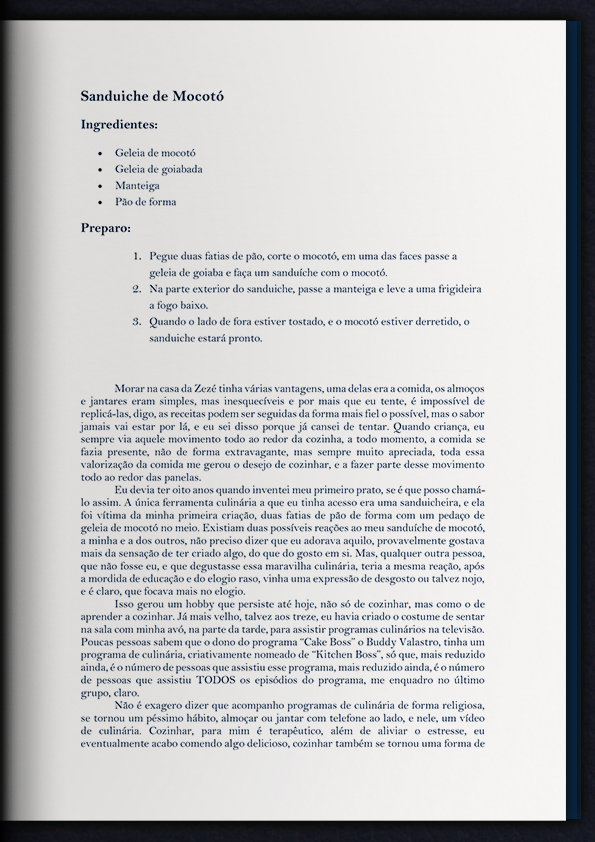 Sanduiche de Mocotó
Ingredientes:
• Geleia de mocotó
• Geleia de goiabada
• Manteiga
• Pão de forma
Preparo:
1. Pegue duas fatias de pão, corte o mocotó, em uma das faces passe a
geleia de goiaba e faça um sanduíche com o mocotó.
2. Na parte exterior do sanduiche, passe a manteiga e leve a uma frigideira
a fogo baixo.
3. Quando o lado de fora estiver tostado, e o mocotó estiver derretido, o
sanduiche estará pronto.
Morar na casa da Zezé tinha várias vantagens, uma delas era a comida, os almoços
e jantares eram simples, mas inesquecíveis e por mais que eu tente, é impossível de
replicá-las, digo, as receitas podem ser seguidas da forma mais fiel o possível, mas o sabor
jamais vai estar por lá, e eu sei disso porque já cansei de tentar. Quando criança, eu
sempre via aquele movimento todo ao redor da cozinha, a todo momento, a comida se
fazia presente, não de forma extravagante, mas sempre muito apreciada, toda essa
valorização da comida me gerou o desejo de cozinhar, e a fazer parte desse movimento
todo ao redor das panelas.
Eu devia ter oito anos quando inventei meu primeiro prato, se é que posso chamá-
lo assim. A única ferramenta culinária a que eu tinha acesso era uma sanduicheira, e ela
foi vítima da minha primeira criação, duas fatias de pão de forma com um pedaço de
geleia de mocotó no meio. Existiam duas possíveis reações ao meu sanduíche de mocotó,
a minha e a dos outros, não preciso dizer que eu adorava aquilo, provavelmente gostava
mais da sensação de ter criado algo, do que do gosto em si. Mas, qualquer outra pessoa,
que não fosse eu, e que degustasse essa maravilha culinária, teria a mesma reação, após
a mordida de educação e do elogio raso, vinha uma expressão de desgosto ou talvez nojo,
e é claro, que focava mais no elogio.
Isso gerou um hobby que persiste até hoje, não só de cozinhar, mas como o de
aprender a cozinhar. Já mais velho, talvez aos treze, eu havia criado o costume de sentar
na sala com minha avó, na parte da tarde, para assistir programas culinários na televisão.
Poucas pessoas sabem que o dono do programa “Cake Boss” o Buddy Valastro, tinha um
programa de culinária, criativamente nomeado de “Kitchen Boss”, só que, mais reduzido
ainda, é o número de pessoas que assistiu esse programa, mais reduzido ainda, é o número
de pessoas que assistiu TODOS os episódios do programa, me enquadro no último
grupo, claro.
Não é exagero dizer que acompanho programas de culinária de forma religiosa,
se tornou um péssimo hábito, almoçar ou jantar com telefone ao lado, e nele, um vídeo
de culinária. Cozinhar, para mim é terapêutico, além de aliviar o estresse, eu
eventualmente acabo comendo algo delicioso, cozinhar também se tornou uma forma de